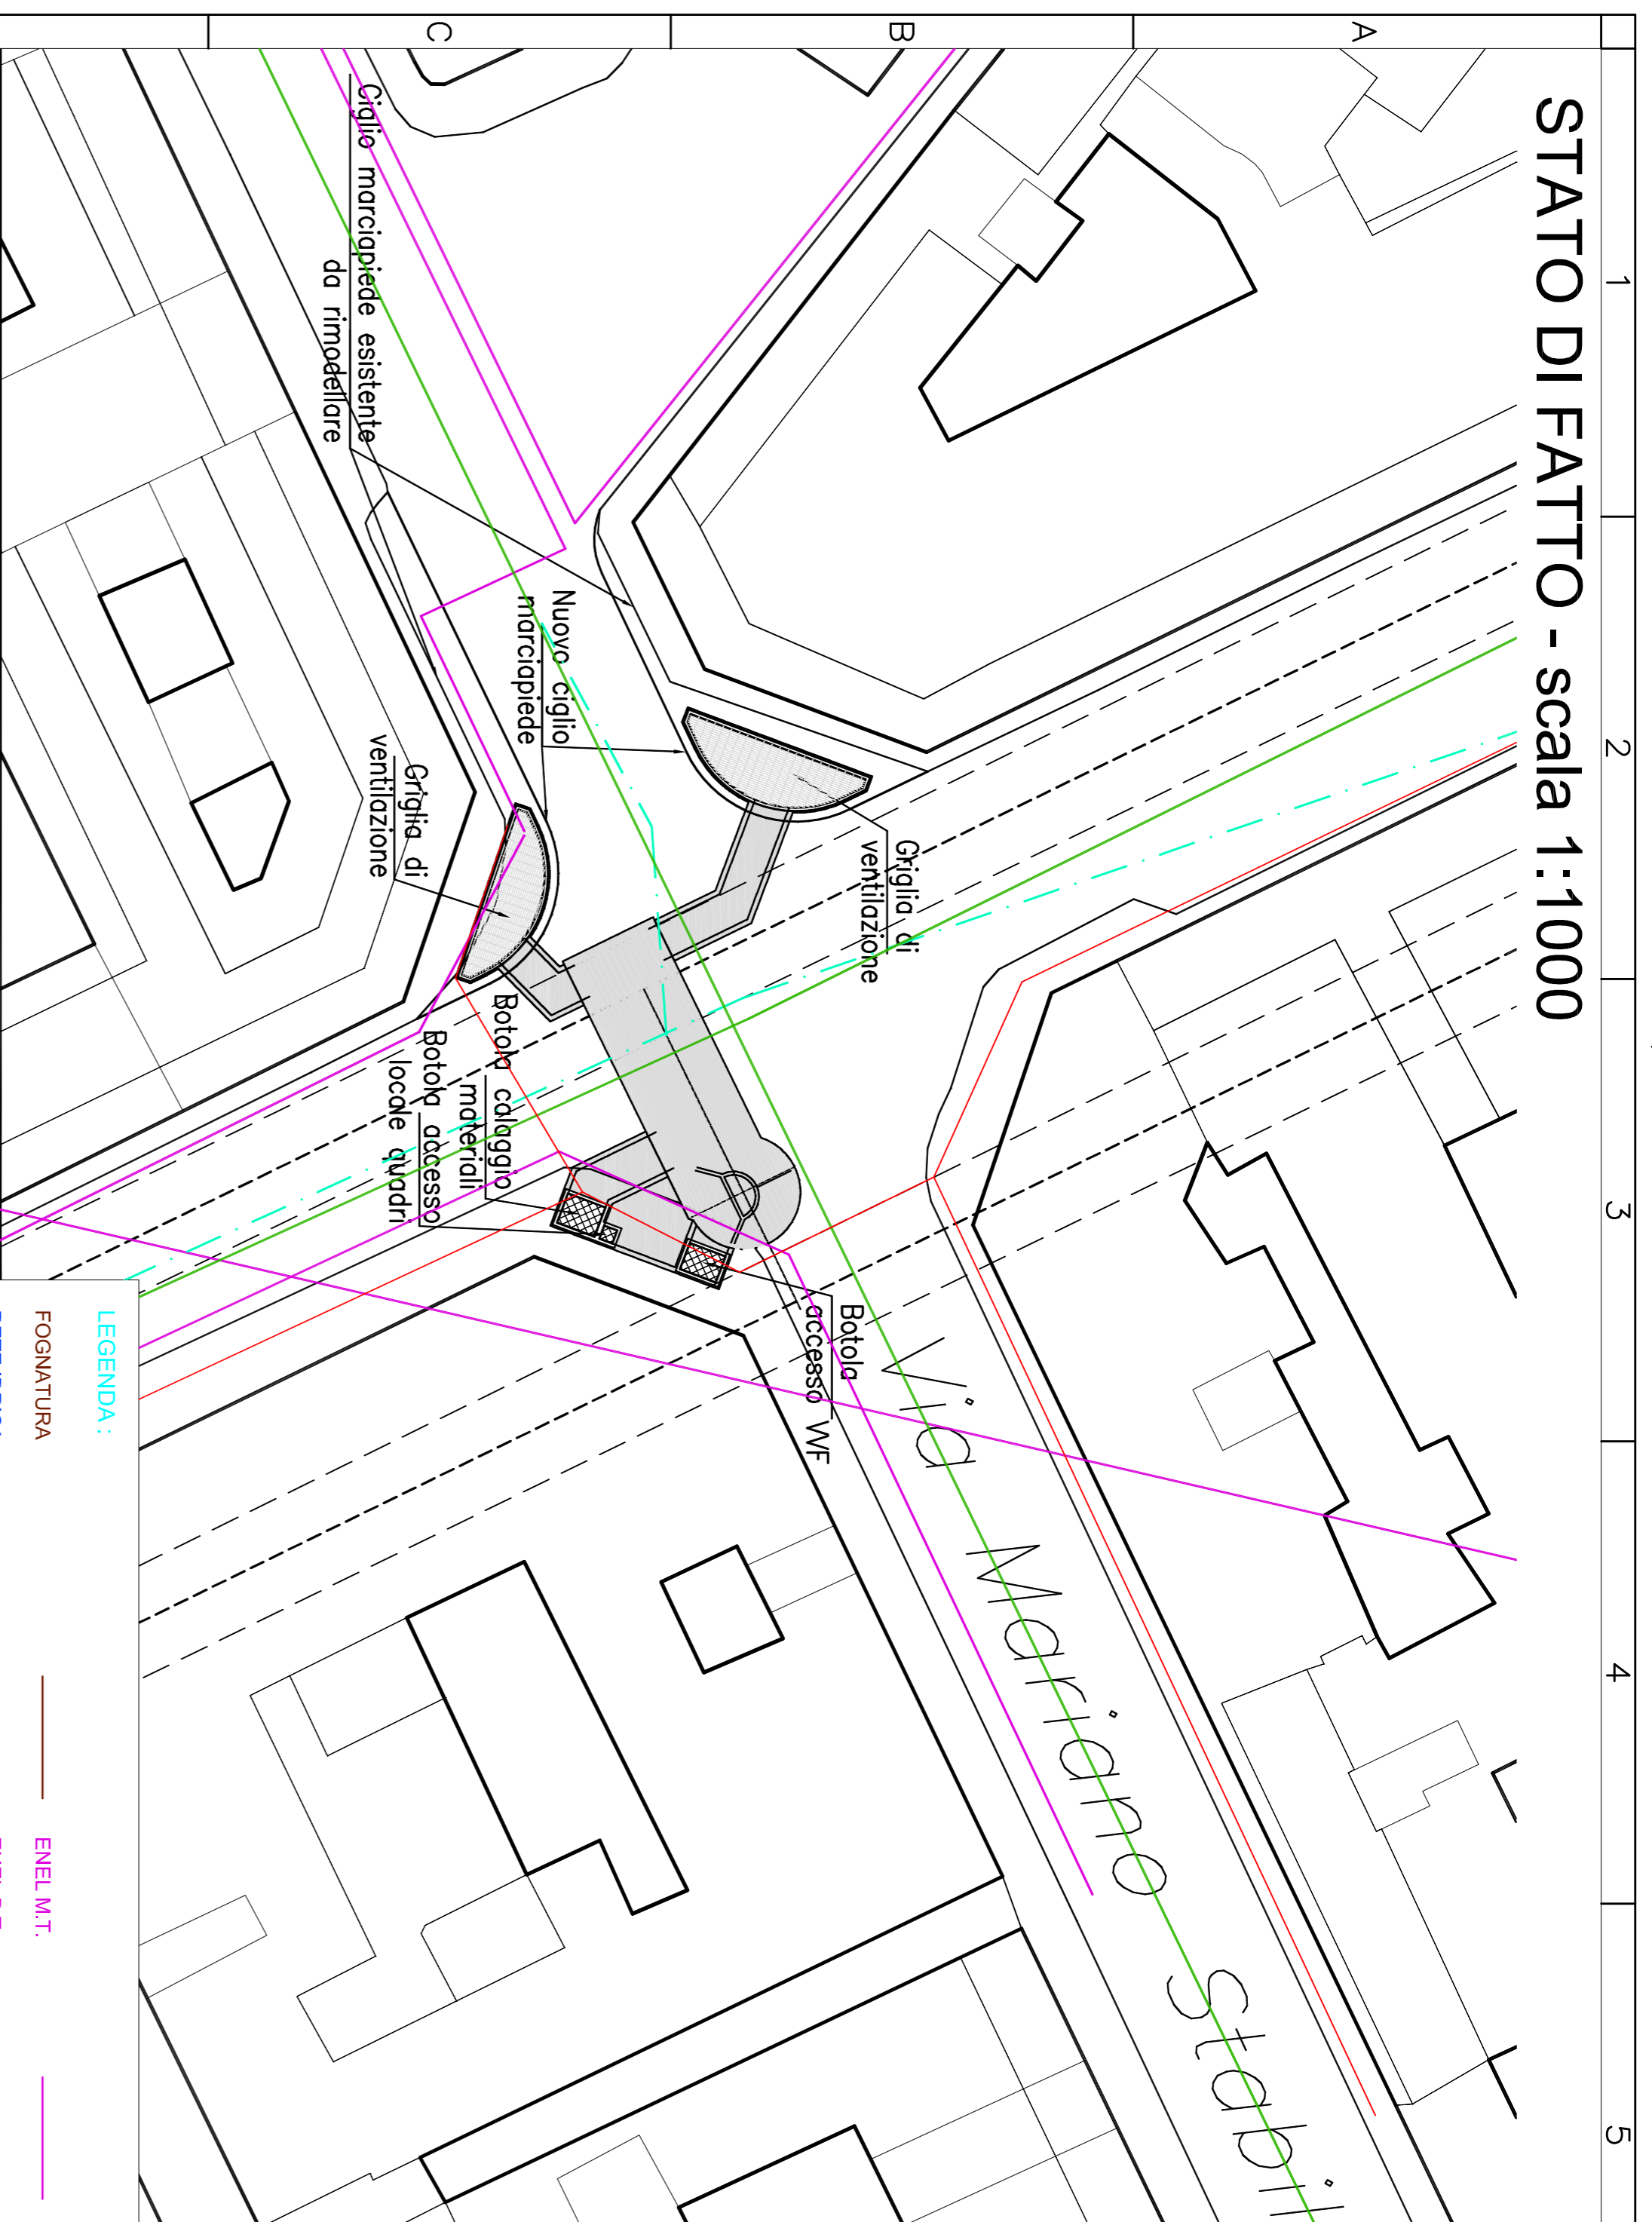 STATO DI FATTO - scala 1:1000
1
2
3
4
5
A
B
C
Ciglio marciapiede esistente
da rimodellare
Nuovo ciglio
marciapiede
Griglia di
ventilazione
Griglia di
ventilazione
Botola calaggio
materiali
Botola accesso
locale quadri
Botola
accesso VVF
Via Mariano Stabil
LEGENDA :
FOGNATURA
ENEL M.T.